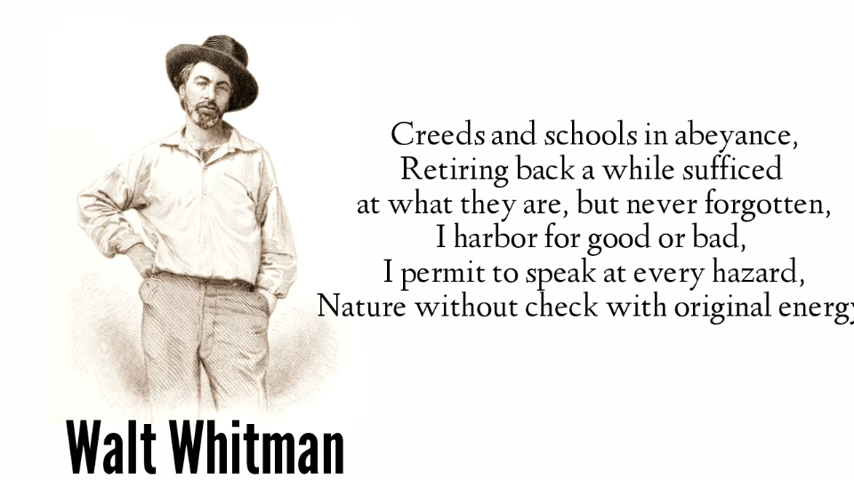 Creeds and schools in abeyance,
Retiring back a while sufficed
at what they are, but never forgotten,
I harbor for good or bad,
I permit to speak at every hazard,
Nature without check with original energy
Walt Whitman